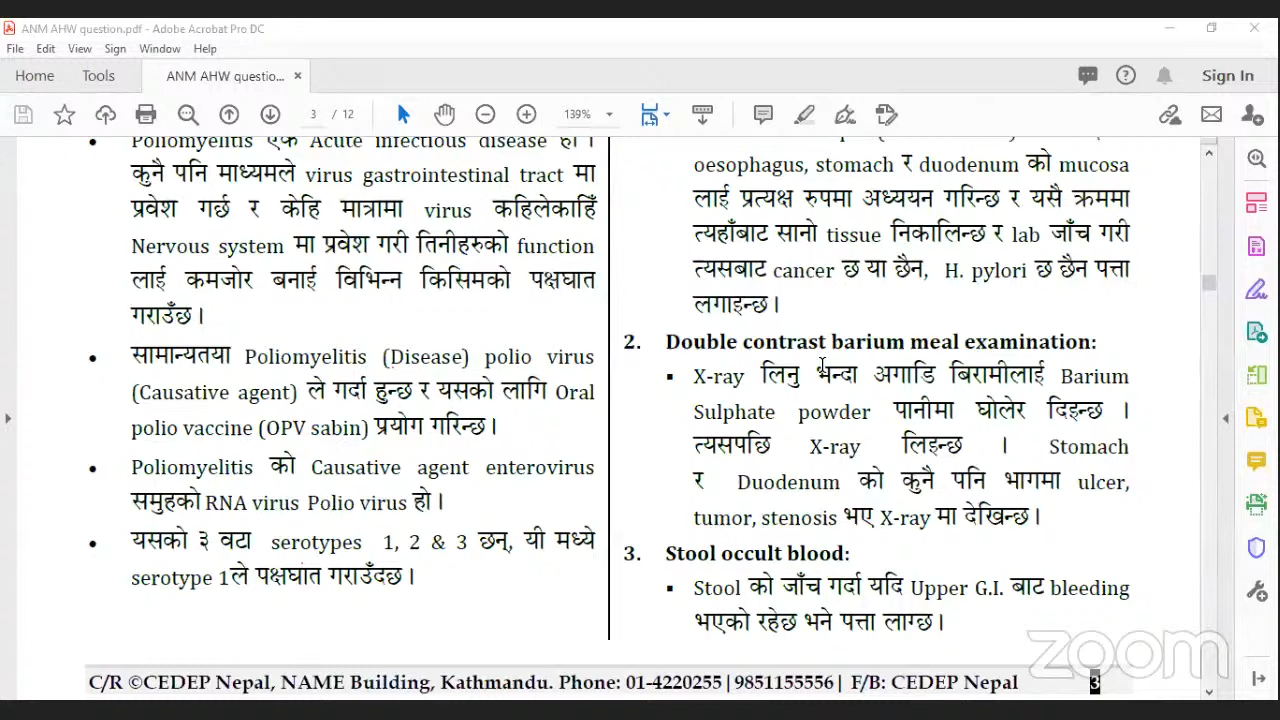 ANM AHW question.pdf - Adobe Acrobat Pro DC
File Edit View Sign Window Help
Home Tools ANM AHW questio... × Sign In
3 / 12 139%
Poliomyelitis एक Acute infectious disease हो।
कुनै पनि माध्यमले virus gastrointestinal tract मा
प्रवेश गर्छ र केहि मात्रामा virus कहिलेकाहिँ
Nervous system मा प्रवेश गरी तिनीहरुको function
लाई कमजोर बनाई विभिन्न किसिमको पक्षघात
गराउँछ।
• सामान्यतया Poliomyelitis (Disease) polio virus
(Causative agent) ले गर्दा हुन्छ र यसको लागि Oral
polio vaccine (OPV sabin) प्रयोग गरिन्छ।
• Poliomyelitis को Causative agent enterovirus
समुहको RNA virus Polio virus हो।
• यसको ३ वटा serotypes 1, 2 & 3 छन्, यी मध्ये
serotype 1ले पक्षघात गराउँदछ।
oesophagus, stomach र duodenum को mucosa
लाई प्रत्यक्ष रुपमा अध्ययन गरिन्छ र यसै क्रममा
त्यहाँबाट सानो tissue निकालिन्छ र lab जाँच गरी
त्यसबाट cancer छ या छैन, H. pylori छ छैन पत्ता
लगाइन्छ।
2. Double contrast barium meal examination:
▪ X-ray लिनु भन्दा अगाडि बिरामीलाई Barium
Sulphate powder पानीमा घोलेर दिइन्छ ।
त्यसपछि X-ray लिइन्छ । Stomach
र Duodenum को कुनै पनि भागमा ulcer,
tumor, stenosis भए X-ray मा देखिन्छ।
3. Stool occult blood:
▪ Stool को जाँच गर्दा यदि Upper G.I. बाट bleeding
भएको रहेछ भने पत्ता लाग्छ।
zoom
C/R ©CEDEP Nepal, NAME Building, Kathmandu. Phone: 01-4220255|9851155556| F/B: CEDEP Nepal 3